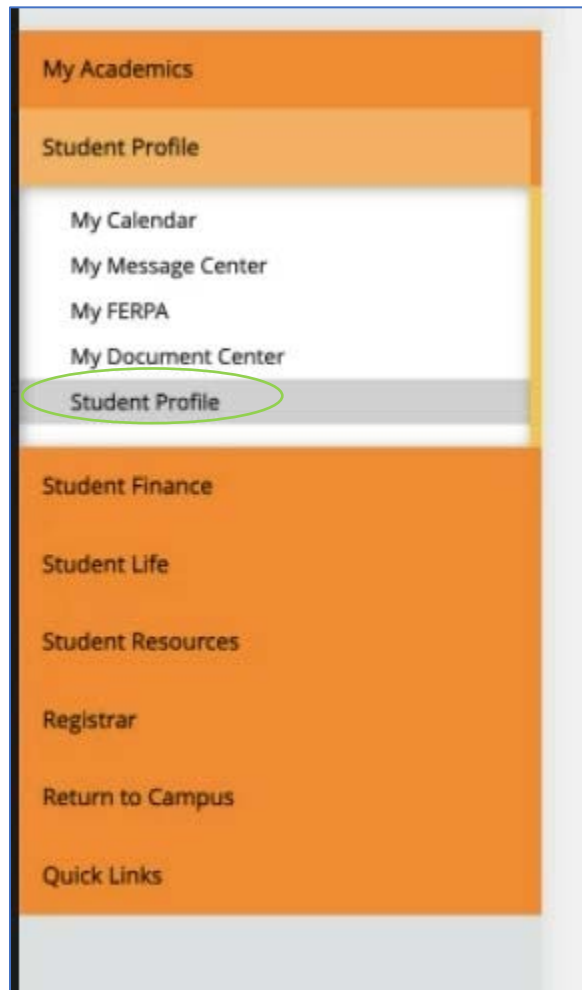 My Academics
Student Profile
My Calendar
My Message Center
My FERPA
My Document Center
Student Profile
Student Finance
Student Life
Student Resources
Registrar
Return to Campus
Quick Links